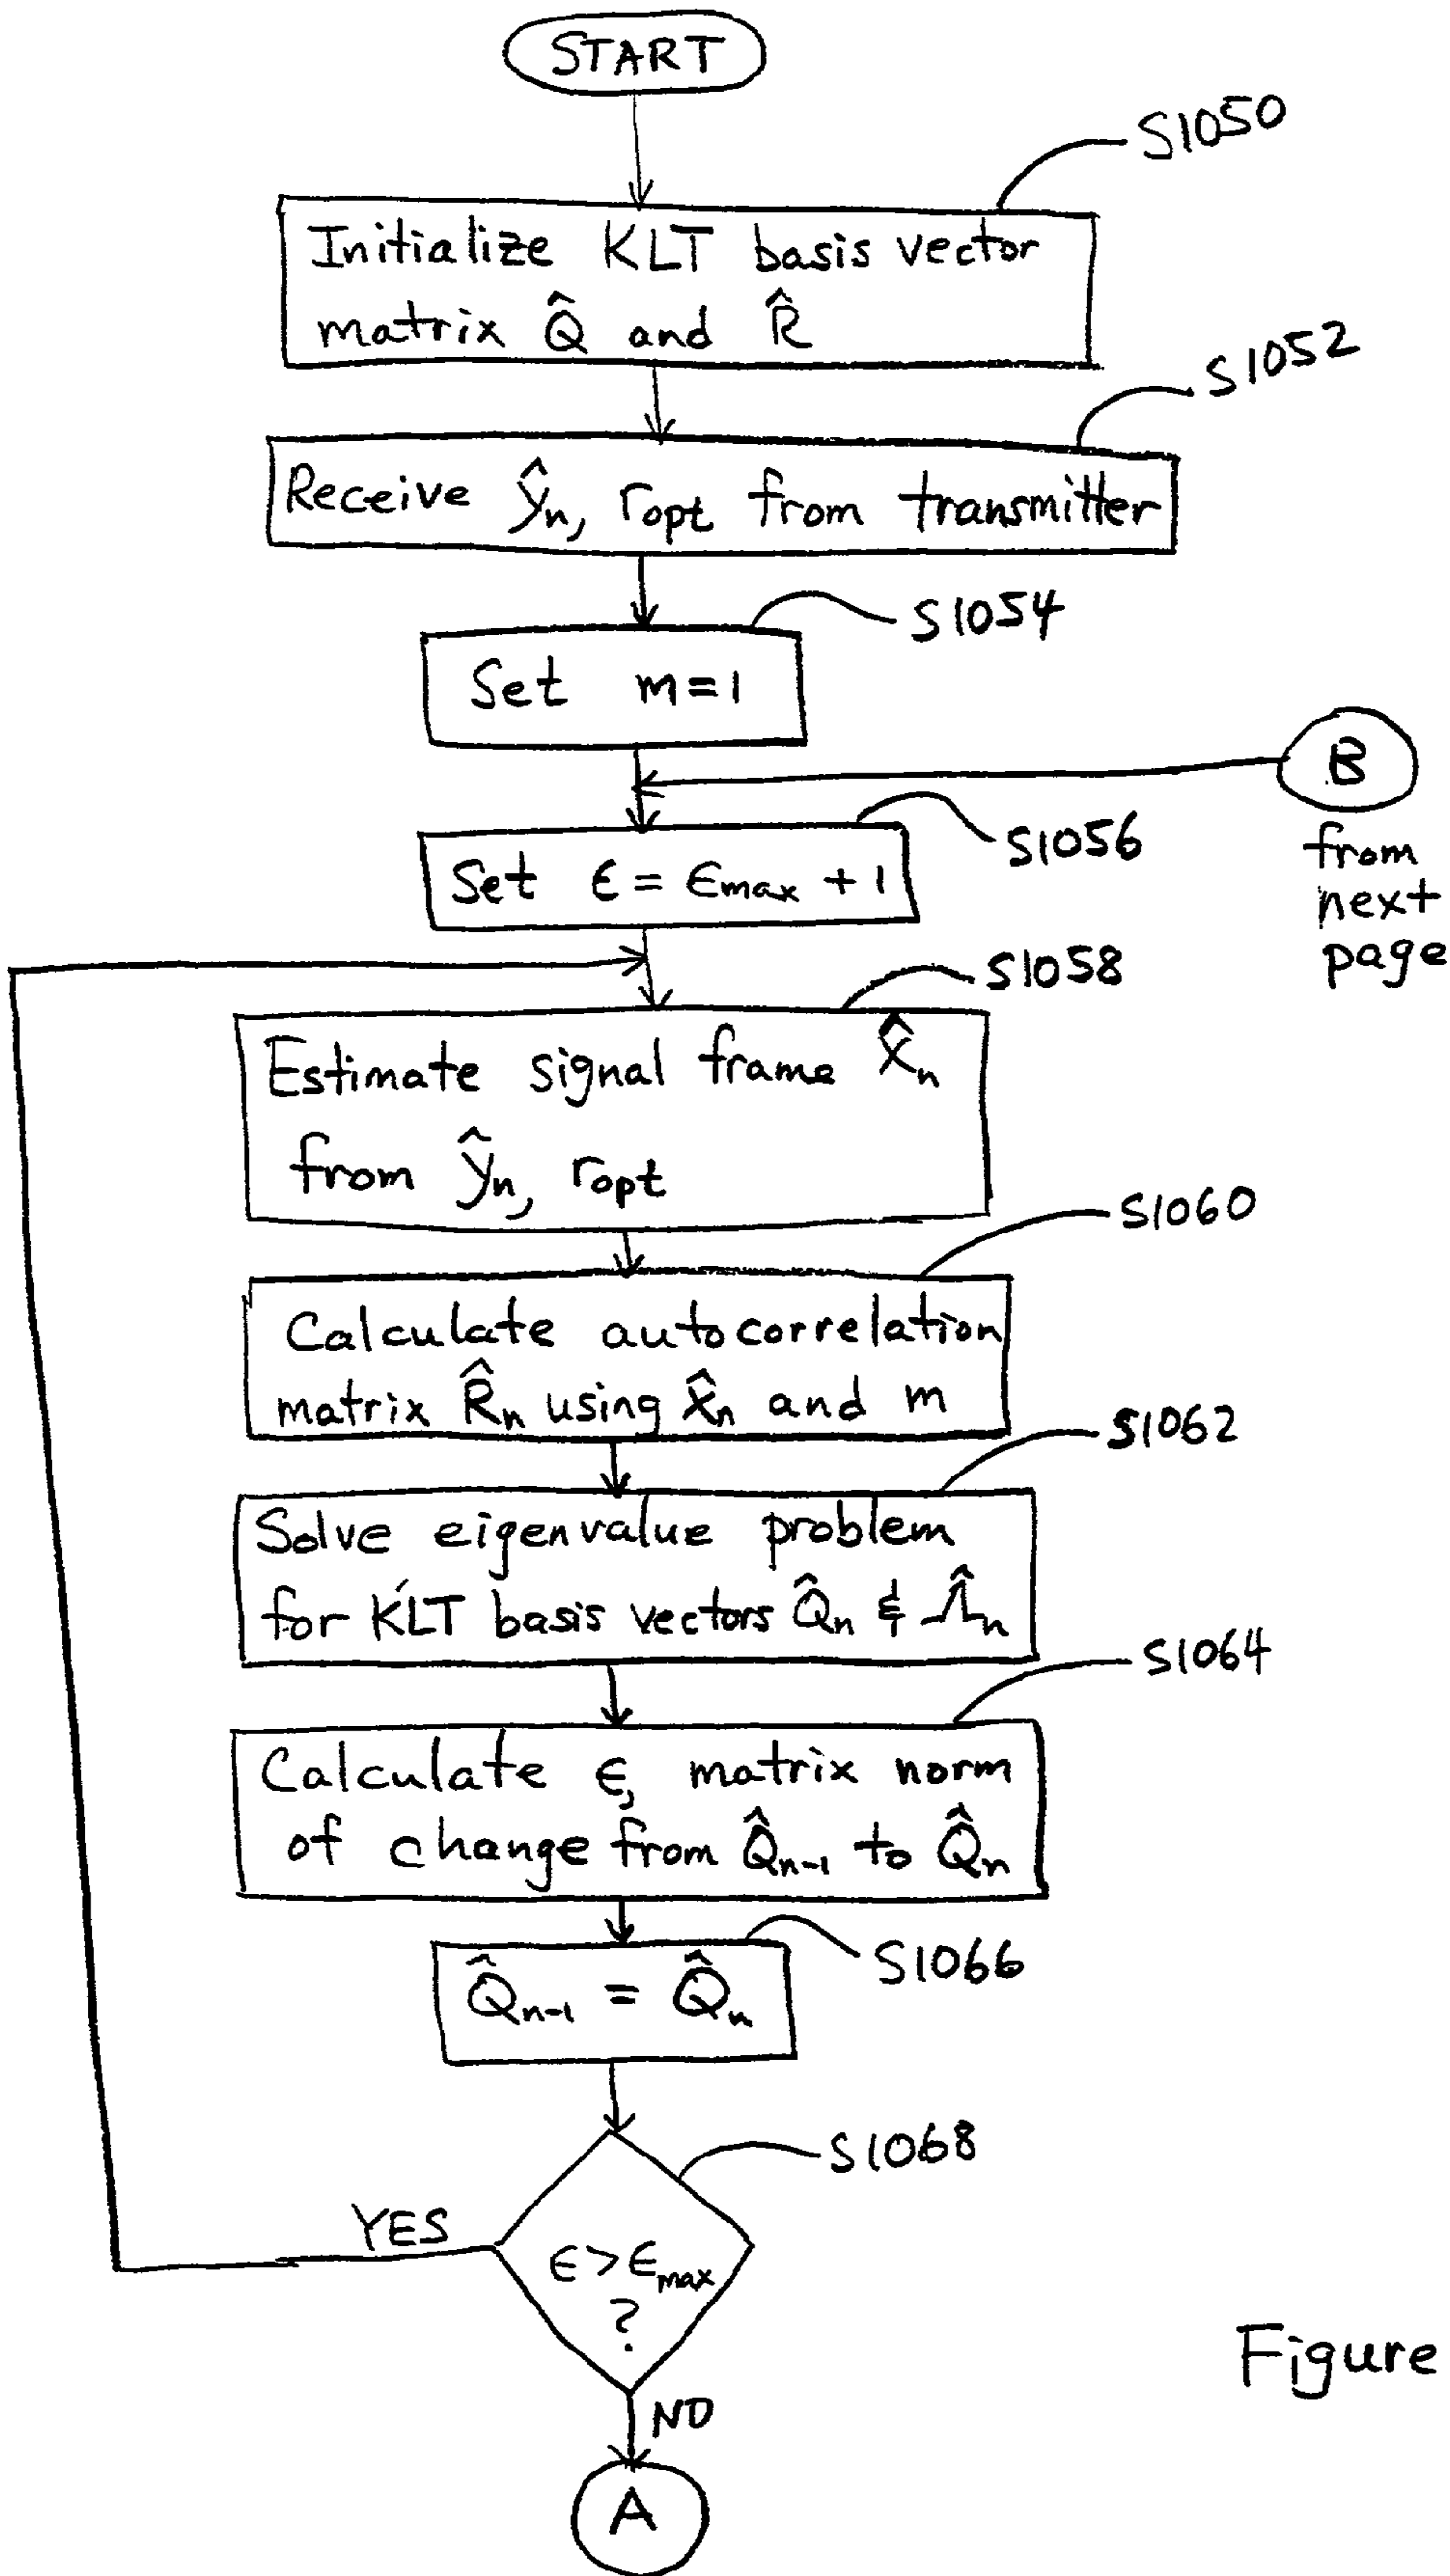 START
S1050
Initialize KLT basis vector
matrix Q̂ and R̂
S1052
Receive ŷn, ropt from transmitter
S1054
Set m=1
B
from
next
page
S1056
Set ϵ = ϵmax + 1
S1058
Estimate signal frame X̂n
from ŷn, ropt
S1060
Calculate autocorrelation
matrix R̂n using x̂n and m
S1062
Solve eigenvalue problem
for KLT basis vectors Q̂n & Λ̂n
S1064
Calculate ϵ, matrix norm
of change from Q̂n-1 to Q̂n
S1066
Q̂n-1 = Q̂n
S1068
YES
ϵ>ϵmax
?
NO
A
Figure